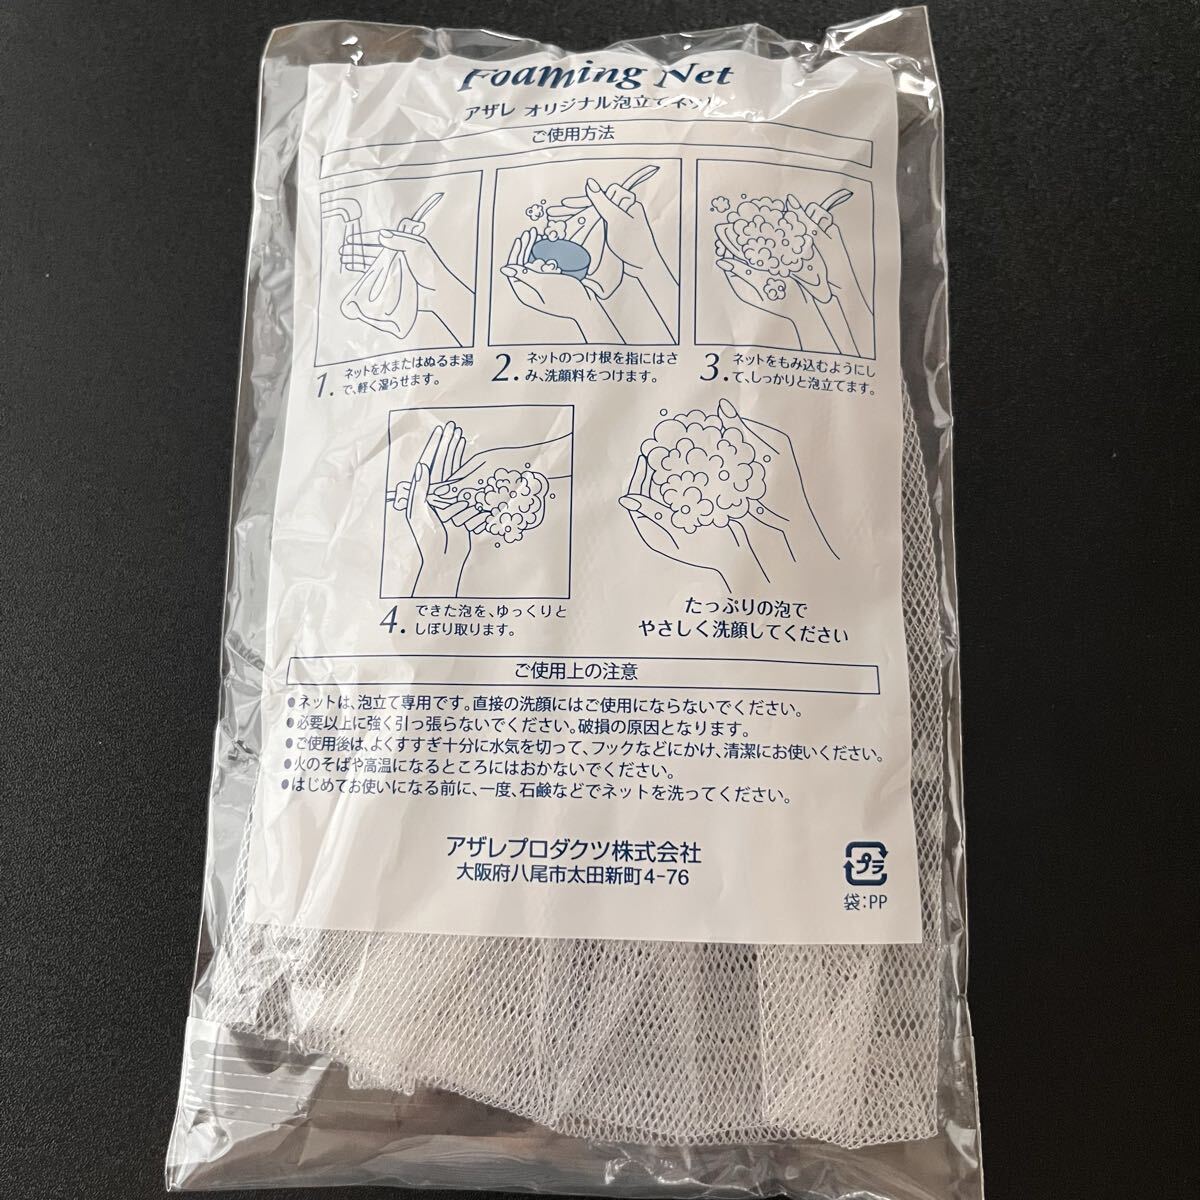 Foaming Net
アザレ オリジナル泡立てネット
ご使用方法
1. ネットを水またはぬるま湯
で、軽く濡らせます。
2. ネットのつけ根を指にはさ
み、洗顔料をつけます。
3. ネットをもみ込むようにし
て、しっかりと泡立てます。
4. できた泡を、ゆっくりと
しぼり取ります。
たっぷりの泡で
やさしく洗顔してください
ご使用上の注意
●ネットは、泡立て専用です。直接の洗顔にはご使用にならないでください。
●必要以上に強く引っ張らないでください。破損の原因となります。
●ご使用後は、よくすすぎ十分に水気を切って、フックなどにかけ、清潔にお使いください。
●火のそばや高温になるところにはおかないでください。
●はじめてお使いになる前に、一度、石鹸などでネットを洗ってください。
アザレプロダクツ株式会社
大阪府八尾市太田新町4-76
プラ
袋:PP